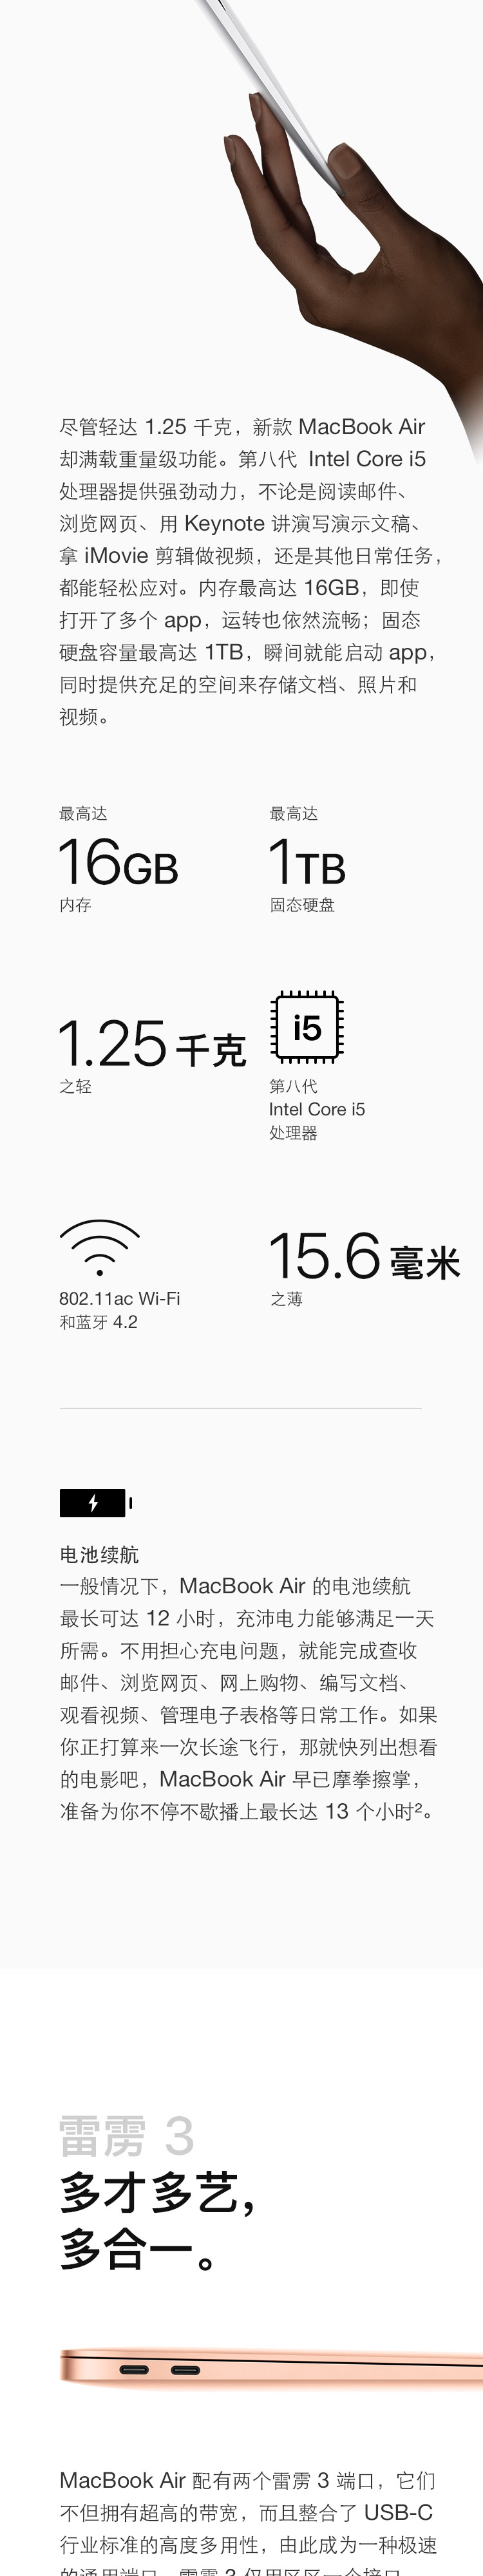 尽管轻达 1.25 千克，新款 MacBook Air
却满载重量级功能。第八代 Intel Core i5
处理器提供强劲动力，不论是阅读邮件、
浏览网页、用 Keynote 讲演写演示文稿、
拿 iMovie 剪辑做视频，还是其他日常任务，
都能轻松应对。内存最高达 16GB，即使
打开了多个 app，运转也依然流畅；固态
硬盘容量最高达 1TB，瞬间就能启动 app，
同时提供充足的空间来存储文档、照片和
视频。
最高达
16GB
内存
最高达
1TB
固态硬盘
1.25 千克
之轻
i5
第八代
Intel Core i5
处理器
802.11ac Wi-Fi
和蓝牙 4.2
15.6 毫米
之薄
电池续航
一般情况下，MacBook Air 的电池续航
最长可达 12 小时，充沛电力能够满足一天
所需。不用担心充电问题，就能完成查收
邮件、浏览网页、网上购物、编写文档、
观看视频、管理电子表格等日常工作。如果
你正打算来一次长途飞行，那就快列出想看
的电影吧，MacBook Air 早已摩拳擦掌，
准备为你不停不歇播上最长达 13 个小时²。
雷雳 3
多才多艺，
多合一。
MacBook Air 配有两个雷雳 3 端口，它们
不但拥有超高的带宽，而且整合了 USB-C
行业标准的高度多用性，由此成为一种极速
的通用端口。雷雳 3 仅用区区一个接口，